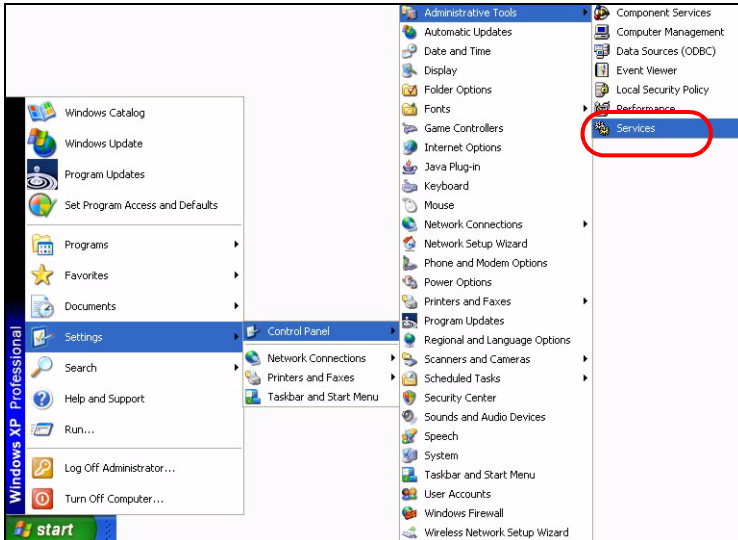 Windows XP Professional
Windows Catalog
Windows Update
Program Updates
Set Program Access and Defaults
Programs
Favorites
Documents
Settings
Search
Help and Support
Run...
Log Off Administrator...
Turn Off Computer...
start
Control Panel
Network Connections
Printers and Faxes
Taskbar and Start Menu
Administrative Tools
Automatic Updates
Date and Time
Display
Folder Options
Fonts
Game Controllers
Internet Options
Java Plug-in
Keyboard
Mouse
Network Connections
Network Setup Wizard
Phone and Modem Options
Power Options
Printers and Faxes
Program Updates
Regional and Language Options
Scanners and Cameras
Scheduled Tasks
Security Center
Sounds and Audio Devices
Speech
System
Taskbar and Start Menu
User Accounts
Windows Firewall
Wireless Network Setup Wizard
Component Services
Computer Management
Data Sources (ODBC)
Event Viewer
Local Security Policy
Performance
Services